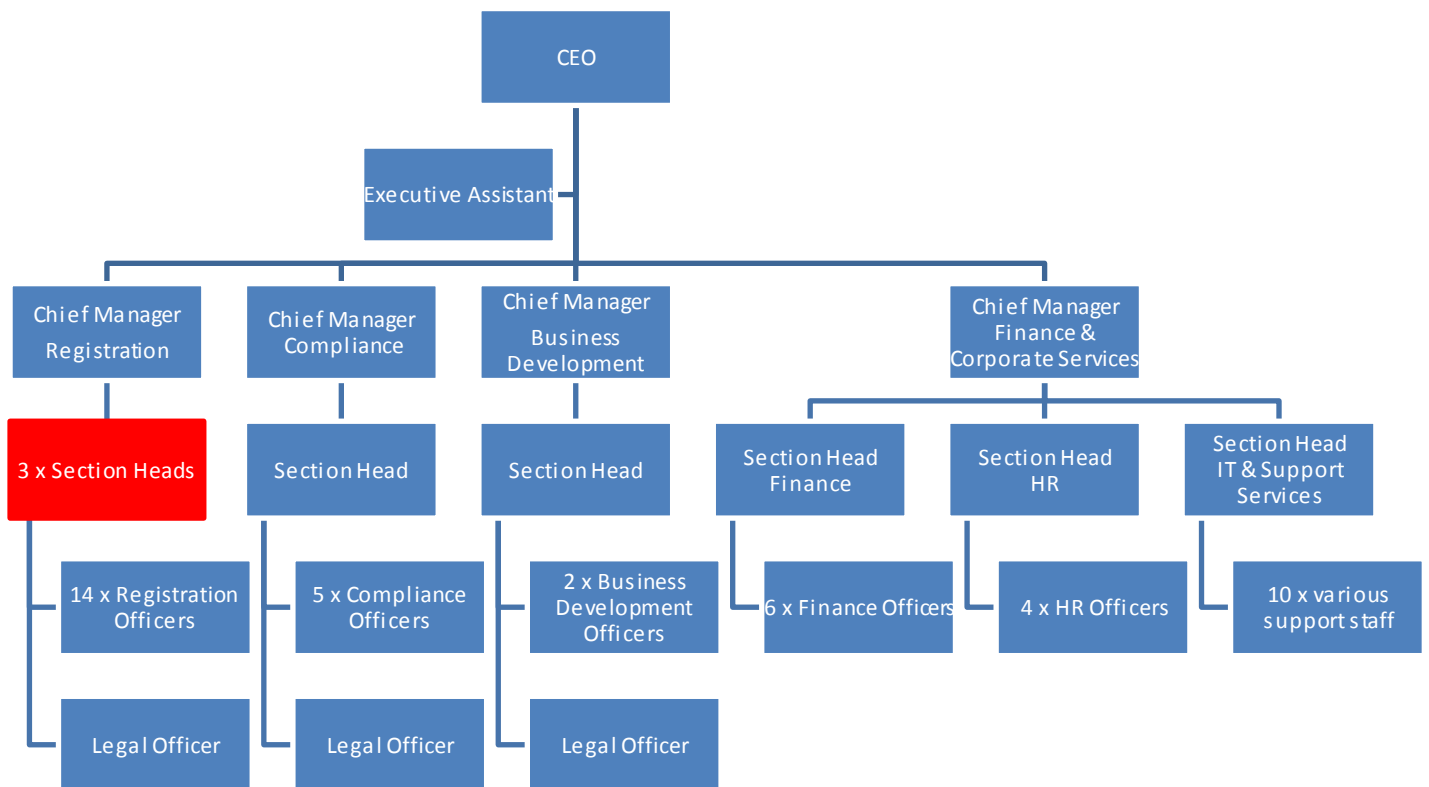 CEO
Executive Assistant
Chief Manager
Registration
Chief Manager
Compliance
Chief Manager
Business
Development
Chief Manager
Finance &
Corporate Services
3 x Section Heads
Section Head
Section Head
Section Head
Finance
Section Head
HR
Section Head
IT & Support
Services
14 x Registration
Officers
5 x Compliance
Officers
2 x Business
Development
Officers
6 x Finance Officers
4 x HR Officers
10 x various
support staff
Legal Officer
Legal Officer
Legal Officer